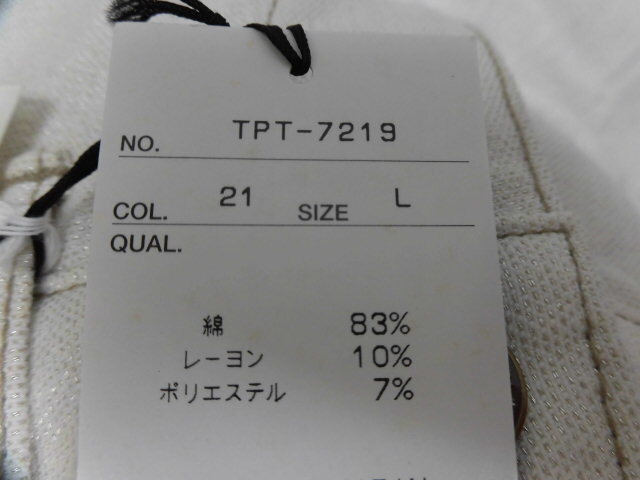 NO. TPT-7219
COL. 21 SIZE L
QUAL.
綿 83%
レーヨン 10%
ポリエステル 7%